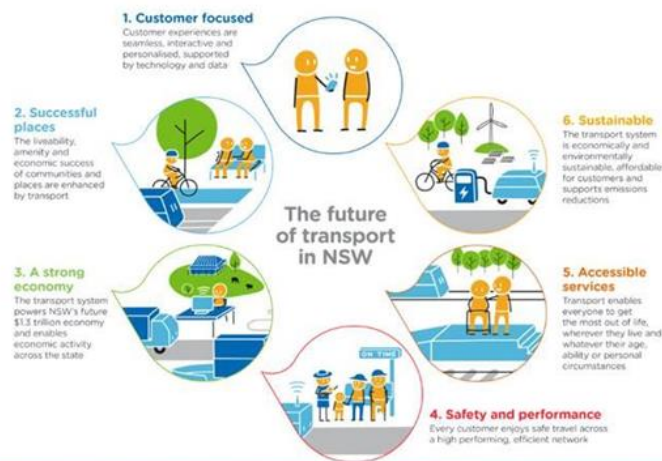 1. Customer focused
Customer experiences are
seamless, interactive and
personalised, supported
by technology and data
2. Successful
places
The liveability,
amenity and
economic success
of communities and
places are enhanced
by transport
3. A strong
economy
The transport system
powers NSW's future
$1.3 trillion economy and
enables
economic activity
across the state
The future
of transport
in NSW
ON TIME
4. Safety and performance
Every customer enjoys safe travel across
a high performing, efficient network
5. Accessible
services
Transport enables
everyone to get
the most out of life,
wherever they live and
whatever their age,
ability or personal
circumstances
6. Sustainable
The transport system
is economically and
environmentally
sustainable, affordable
for customers and
supports emissions
reductions